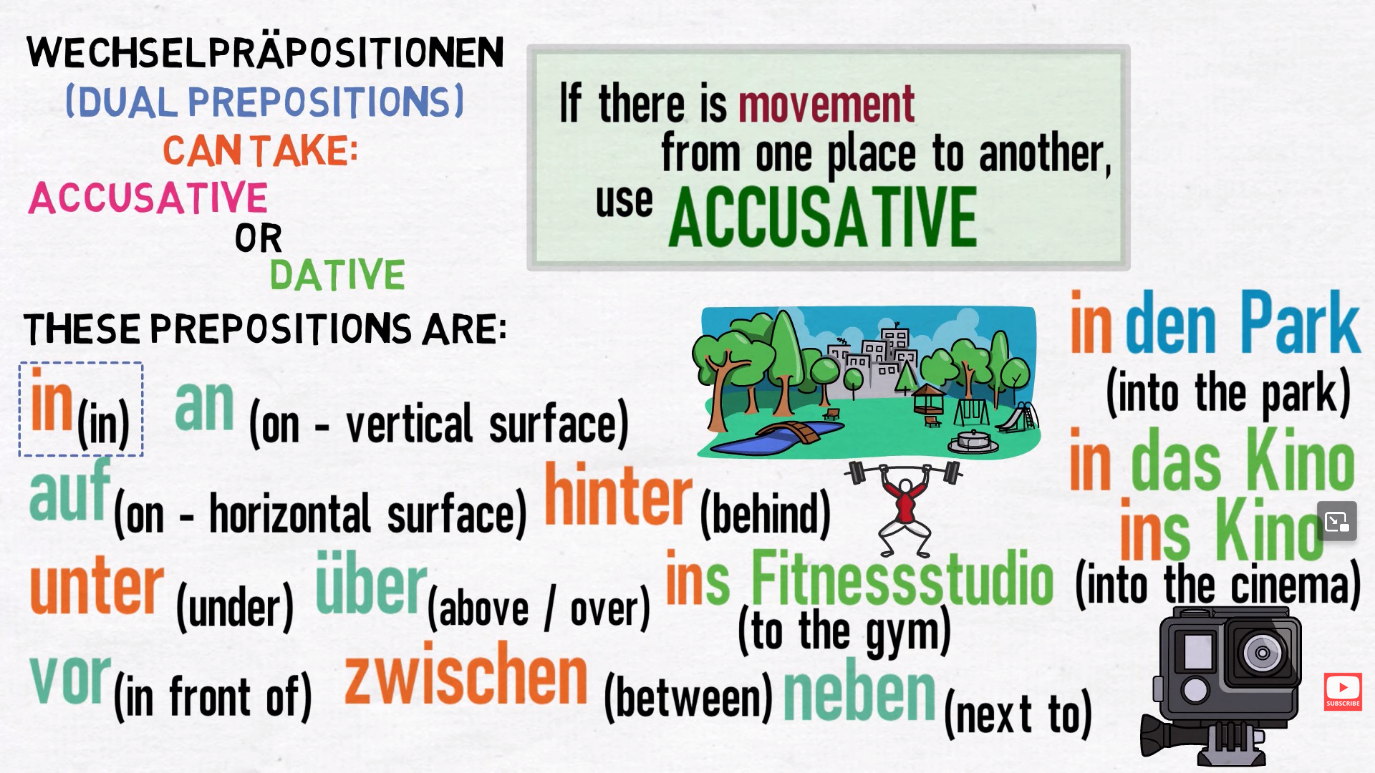 WECHSELPRÄPOSITIONEN
(DUAL PREPOSITIONS)
CAN TAKE:
ACCUSATIVE
OR
DATIVE
If there is movement
from one place to another,
use ACCUSATIVE
THESE PREPOSITIONS ARE:
in (in) an (on - vertical surface)
auf (on - horizontal surface) hinter (behind)
unter (under) über (above / over)
vor (in front of) zwischen (between) neben (next to)
in den Park
(into the park)
in das Kino
ins Kino
(into the cinema)
ins Fitnessstudio
(to the gym)
SUBSCRIBE